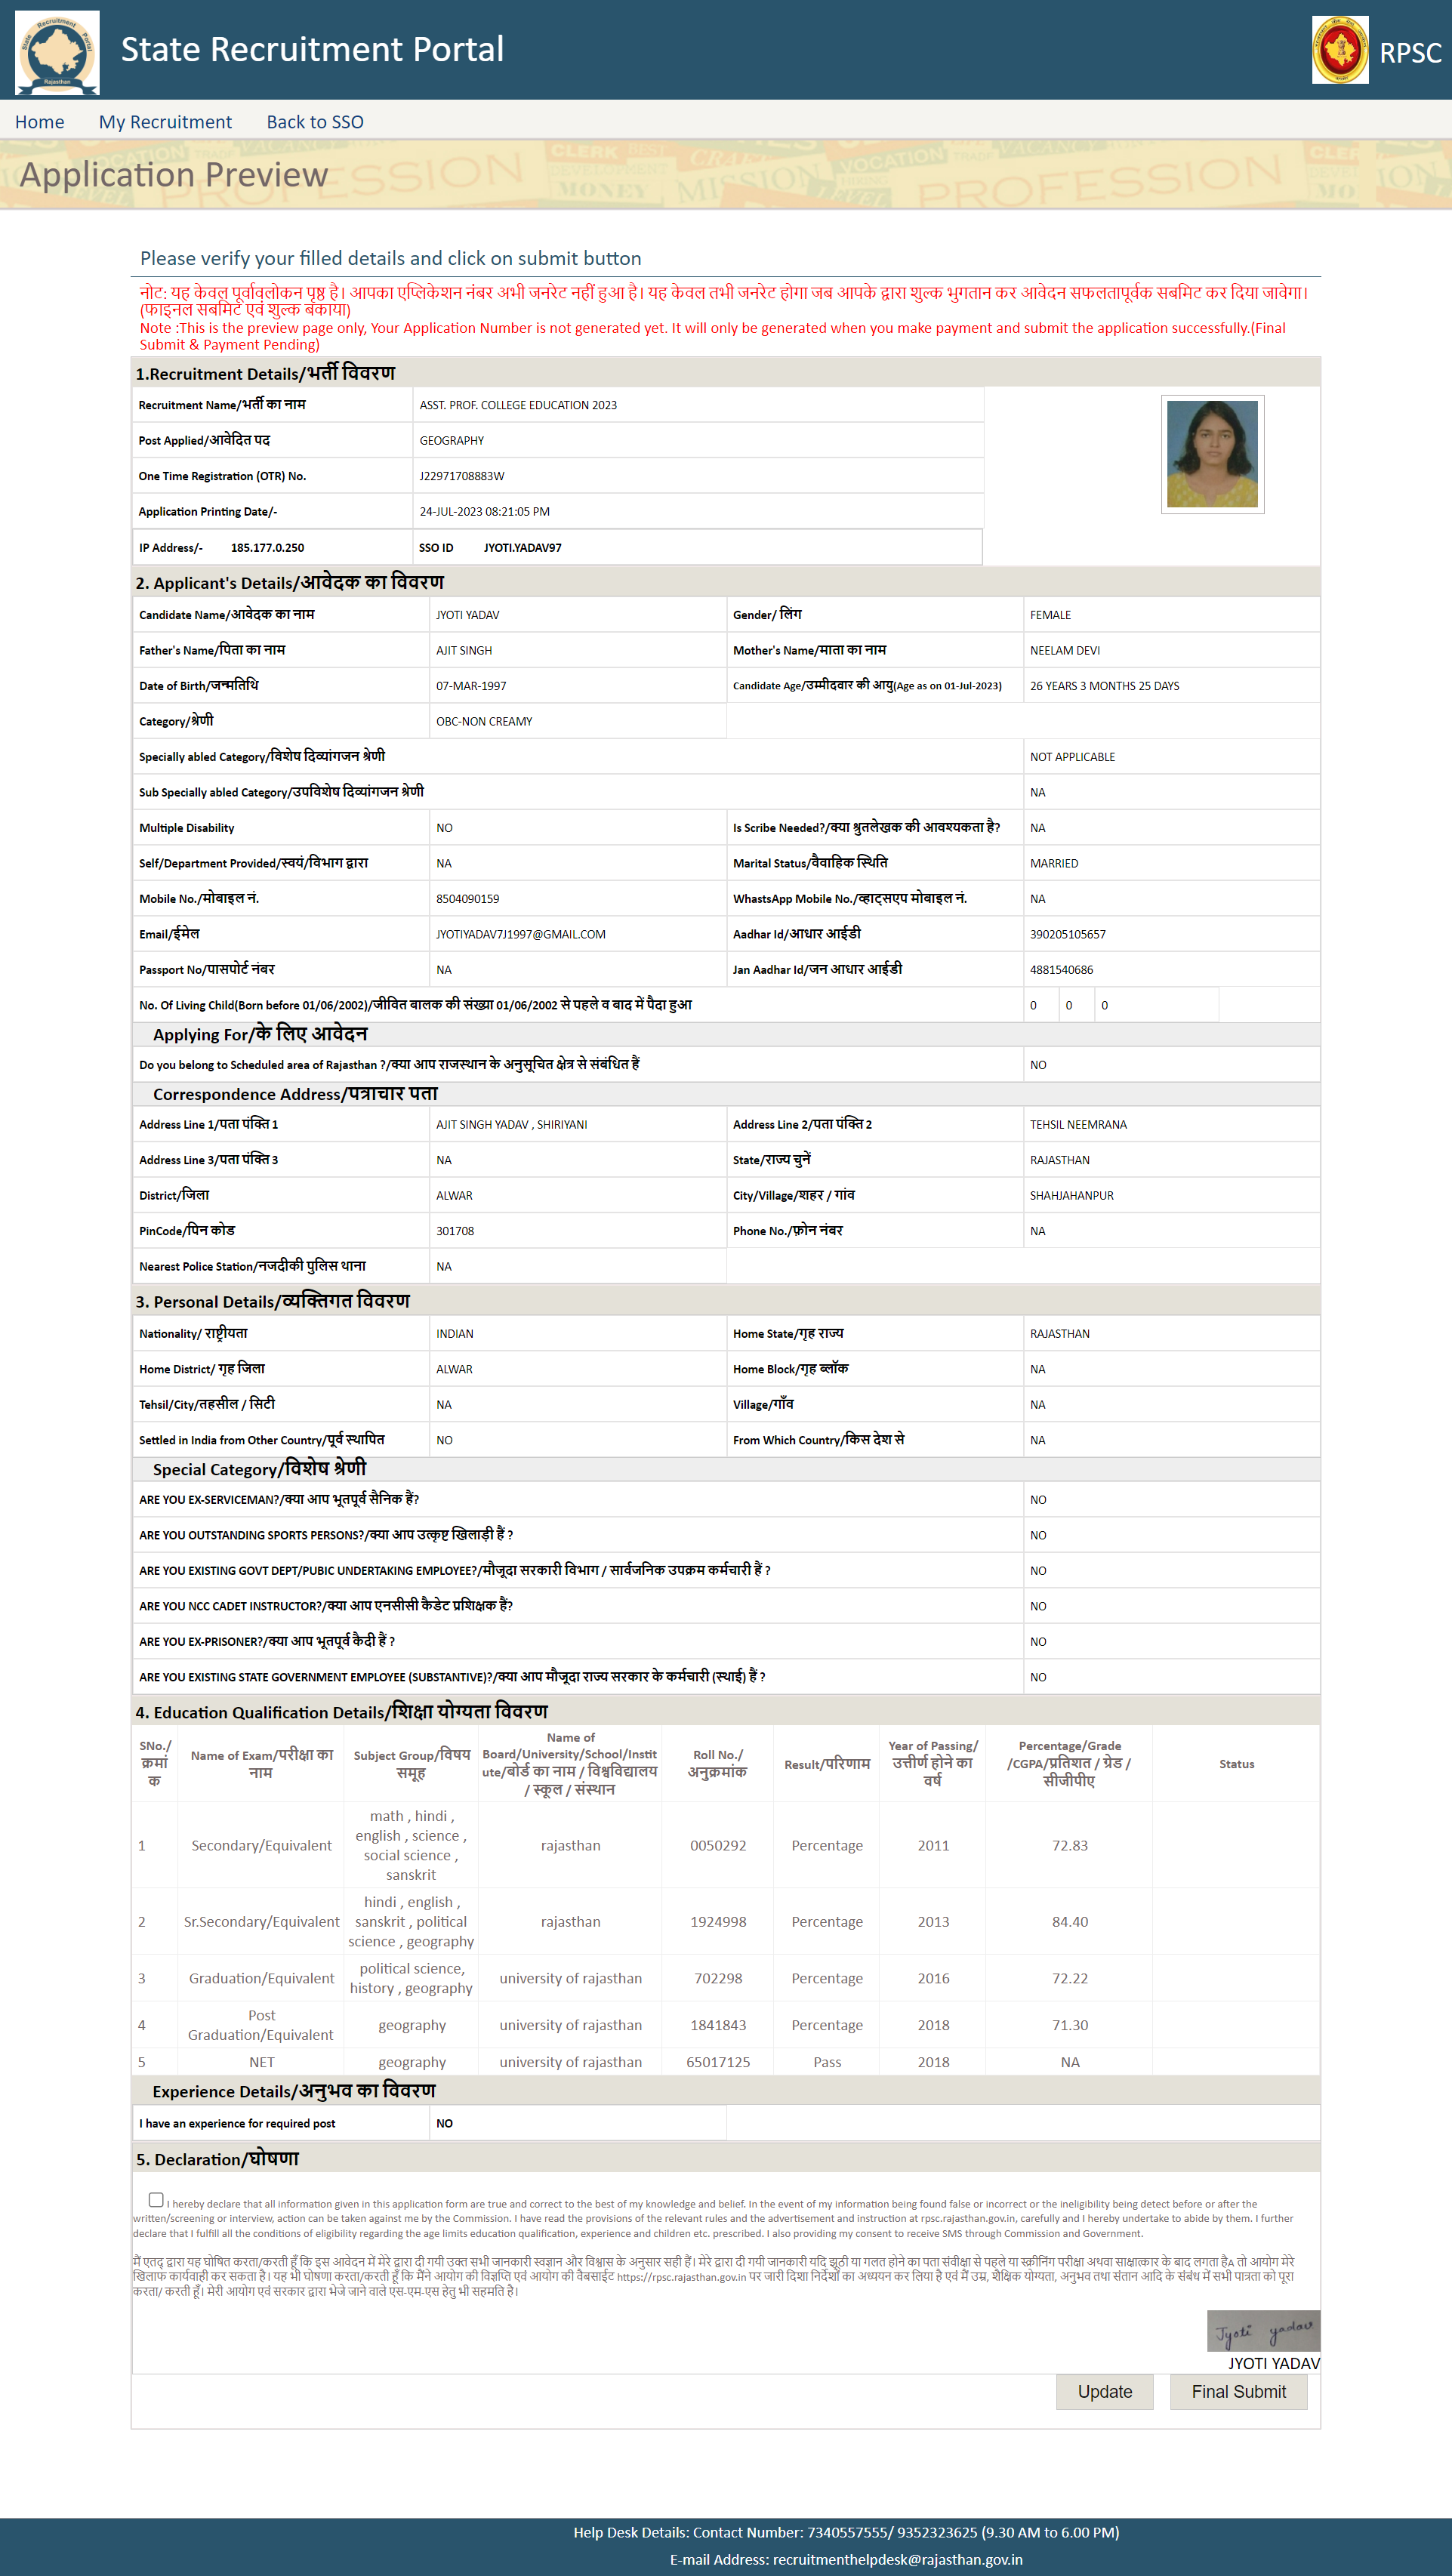 State Recruitment Portal
RPSC
Home My Recruitment Back to SSO
Application Preview
Please verify your filled details and click on submit button
नोट: यह केवल पूर्वावलोकन पृष्ठ है। आपका एप्लिकेशन नंबर अभी जनरेट नहीं हुआ है। यह केवल तभी जनरेट होगा जब आपके द्वारा शुल्क भुगतान कर आवेदन सफलतापूर्वक सबमिट कर दिया जावेगा।
(फाइनल सबमिट एवं शुल्क बकाया)
Note :This is the preview page only, Your Application Number is not generated yet. It will only be generated when you make payment and submit the application successfully.(Final
Submit & Payment Pending)
1.Recruitment Details/भर्ती विवरण
Recruitment Name/भर्ती का नाम ASST. PROF. COLLEGE EDUCATION 2023
Post Applied/आवेदित पद GEOGRAPHY
One Time Registration (OTR) No. J22971708883W
Application Printing Date/- 24-JUL-2023 08:21:05 PM
IP Address/- 185.177.0.250 SSO ID JYOTI.YADAV97
2. Applicant's Details/आवेदक का विवरण
Candidate Name/आवेदक का नाम JYOTI YADAV Gender/ लिंग FEMALE
Father's Name/पिता का नाम AJIT SINGH Mother's Name/माता का नाम NEELAM DEVI
Date of Birth/जन्मतिथि 07-MAR-1997 Candidate Age/उम्मीदवार की आयु(Age as on 01-Jul-2023) 26 YEARS 3 MONTHS 25 DAYS
Category/श्रेणी OBC-NON CREAMY
Specially abled Category/विशेष दिव्यांगजन श्रेणी NOT APPLICABLE
Sub Specially abled Category/उपविशेष दिव्यांगजन श्रेणी NA
Multiple Disability NO Is Scribe Needed?/क्या श्रुतलेखक की आवश्यकता है? NA
Self/Department Provided/स्वयं/विभाग द्वारा NA Marital Status/वैवाहिक स्थिति MARRIED
Mobile No./मोबाइल नं. 8504090159 WhastsApp Mobile No./व्हाट्सएप मोबाइल नं. NA
Email/ईमेल JYOTIYADAV7J1997@GMAIL.COM Aadhar Id/आधार आईडी 390205105657
Passport No/पासपोर्ट नंबर NA Jan Aadhar Id/जन आधार आईडी 4881540686
No. Of Living Child(Born before 01/06/2002)/जीवित बालक की संख्या 01/06/2002 से पहले व बाद में पैदा हुआ 0 0 0
Applying For/के लिए आवेदन
Do you belong to Scheduled area of Rajasthan ?/क्या आप राजस्थान के अनुसूचित क्षेत्र से संबंधित हैं NO
Correspondence Address/पत्राचार पता
Address Line 1/पता पंक्ति 1 AJIT SINGH YADAV , SHIRIYANI Address Line 2/पता पंक्ति 2 TEHSIL NEEMRANA
Address Line 3/पता पंक्ति 3 NA State/राज्य चुनें RAJASTHAN
District/जिला ALWAR City/Village/शहर / गांव SHAHJAHANPUR
PinCode/पिन कोड 301708 Phone No./फ़ोन नंबर NA
Nearest Police Station/नजदीकी पुलिस थाना NA
3. Personal Details/व्यक्तिगत विवरण
Nationality/ राष्ट्रीयता INDIAN Home State/गृह राज्य RAJASTHAN
Home District/ गृह जिला ALWAR Home Block/गृह ब्लॉक NA
Tehsil/City/तहसील / सिटी NA Village/गाँव NA
Settled in India from Other Country/पूर्व स्थापित NO From Which Country/किस देश से NA
Special Category/विशेष श्रेणी
ARE YOU EX-SERVICEMAN?/क्या आप भूतपूर्व सैनिक हैं? NO
ARE YOU OUTSTANDING SPORTS PERSONS?/क्या आप उत्कृष्ट खिलाड़ी हैं ? NO
ARE YOU EXISTING GOVT DEPT/PUBIC UNDERTAKING EMPLOYEE?/मौजूदा सरकारी विभाग / सार्वजनिक उपक्रम कर्मचारी हैं ? NO
ARE YOU NCC CADET INSTRUCTOR?/क्या आप एनसीसी कैडेट प्रशिक्षक हैं? NO
ARE YOU EX-PRISONER?/क्या आप भूतपूर्व कैदी हैं ? NO
ARE YOU EXISTING STATE GOVERNMENT EMPLOYEE (SUBSTANTIVE)?/क्या आप मौजूदा राज्य सरकार के कर्मचारी (स्थाई) हैं ? NO
4. Education Qualification Details/शिक्षा योग्यता विवरण
SNo./क्रमांक Name of Exam/परीक्षा का नाम Subject Group/विषय समूह Name of Board/University/School/Institute/बोर्ड का नाम / विश्वविद्यालय / स्कूल / संस्थान Roll No./अनुक्रमांक Result/परिणाम Year of Passing/उत्तीर्ण होने का वर्ष Percentage/Grade /CGPA/प्रतिशत / ग्रेड / सीजीपीए Status
1 Secondary/Equivalent math , hindi , english , science , social science , sanskrit rajasthan 0050292 Percentage 2011 72.83
2 Sr.Secondary/Equivalent hindi , english , sanskrit , political science , geography rajasthan 1924998 Percentage 2013 84.40
3 Graduation/Equivalent political science, history , geography university of rajasthan 702298 Percentage 2016 72.22
4 Post Graduation/Equivalent geography university of rajasthan 1841843 Percentage 2018 71.30
5 NET geography university of rajasthan 65017125 Pass 2018 NA
Experience Details/अनुभव का विवरण
I have an experience for required post NO
5. Declaration/घोषणा
I hereby declare that all information given in this application form are true and correct to the best of my knowledge and belief. In the event of my information being found false or incorrect or the ineligibility being detect before or after the
written/screening or interview, action can be taken against me by the Commission. I have read the provisions of the relevant rules and the advertisement and instruction at rpsc.rajasthan.gov.in, carefully and I hereby undertake to abide by them. I further
declare that I fulfill all the conditions of eligibility regarding the age limits education qualification, experience and children etc. prescribed. I also providing my consent to receive SMS through Commission and Government.
मैं एतद् द्वारा यह घोषित करता/करती हूँ कि इस आवेदन में मेरे द्वारा दी गयी उक्त सभी जानकारी स्वज्ञान और विश्वास के अनुसार सही हैं। मेरे द्वारा दी गयी जानकारी यदि झूठी या गलत होने का पता संवीक्षा से पहले या स्क्रीनिंग परीक्षा अथवा साक्षात्कार के बाद लगता हैA तो आयोग मेरे
खिलाफ कार्यवाही कर सकता है। यह भी घोषणा करता/करती हूँ कि मैंने आयोग की विज्ञप्ति एवं आयोग की वैबसाईट https://rpsc.rajasthan.gov.in पर जारी दिशा निर्देशों का अध्ययन कर लिया है एवं मैं उम्र, शैक्षिक योग्यता, अनुभव तथा संतान आदि के संबंध में सभी पात्रता को पूरा
करता/ करती हूँ। मेरी आयोग एवं सरकार द्वारा भेजे जाने वाले एस-एम-एस हेतु भी सहमति है।
Jyoti yadav
JYOTI YADAV
Update Final Submit
Help Desk Details: Contact Number: 7340557555/ 9352323625 (9.30 AM to 6.00 PM)
E-mail Address: recruitmenthelpdesk@rajasthan.gov.in